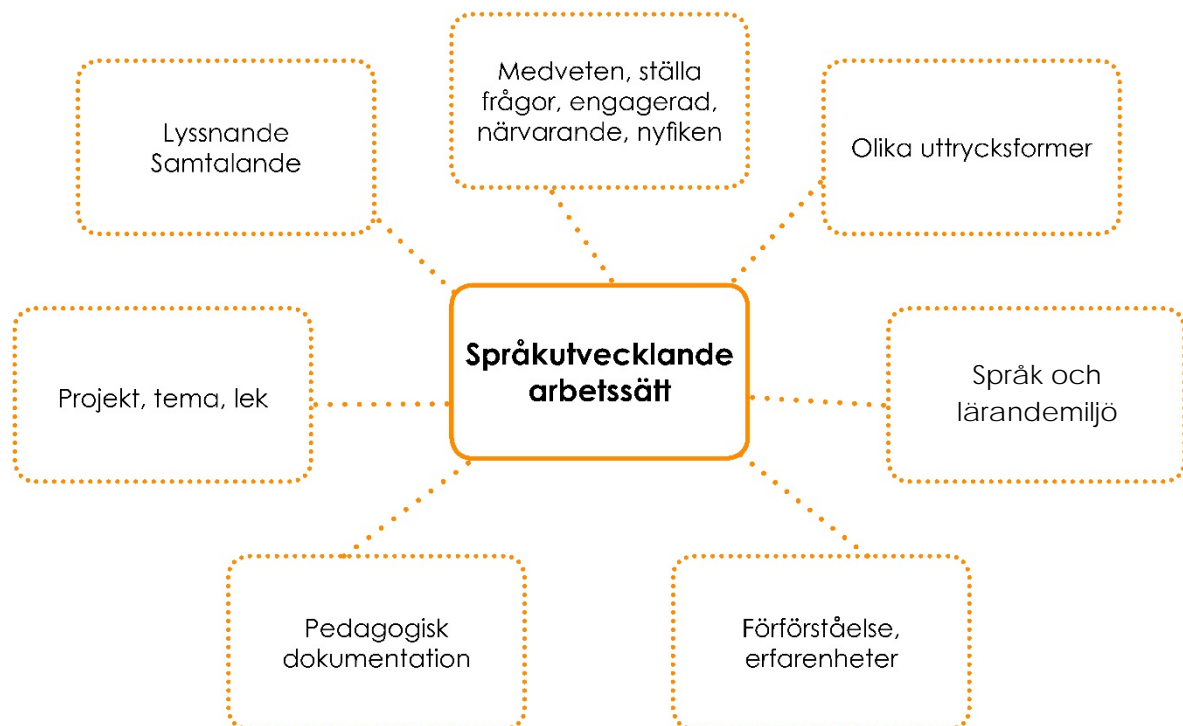 Medveten, ställa
frågor, engagerad,
närvarande, nyfiken
Lyssnande
Samtalande
Olika uttrycksformer
Språkutvecklande
arbetssätt
Projekt, tema, lek
Språk och
lärandemiljö
Pedagogisk
dokumentation
Förförståelse,
erfarenheter